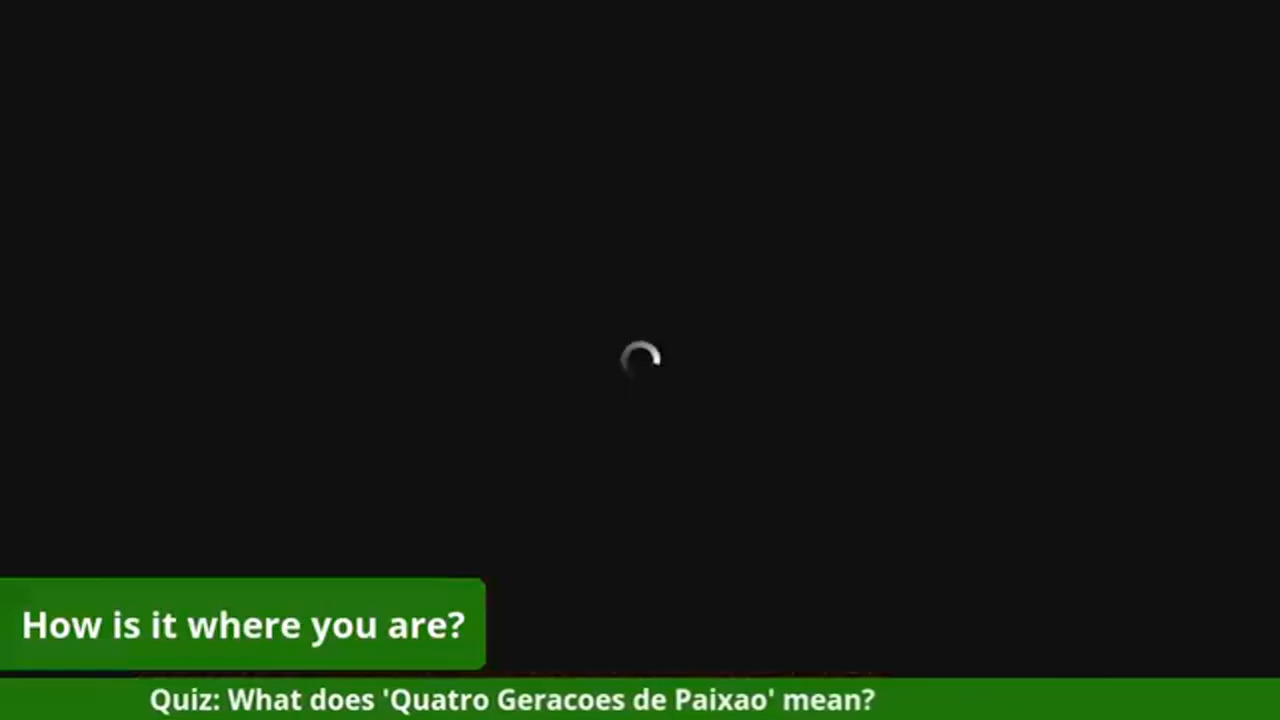 How is it where you are?
Quiz: What does 'Quatro Geracoes de Paixao' mean?